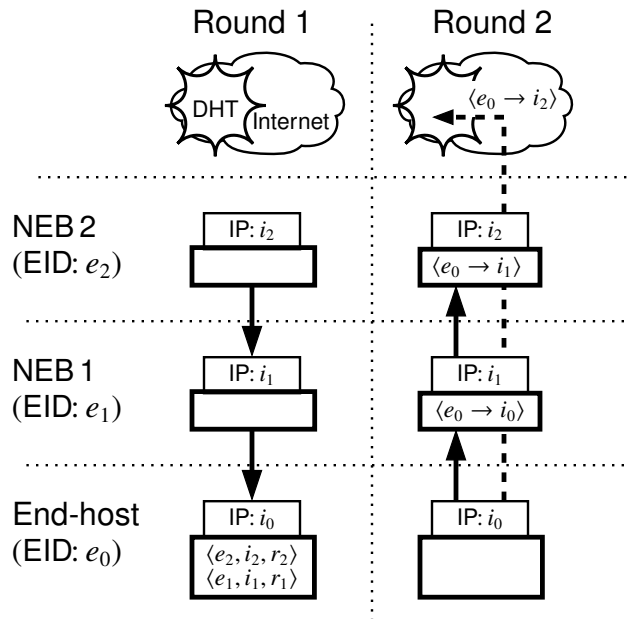 Round 1
Round 2
DHT
Internet
⟨e₀ → i₂⟩
NEB 2
(EID: e₂)
IP: i₂
IP: i₂
⟨e₀ → i₁⟩
NEB 1
(EID: e₁)
IP: i₁
IP: i₁
⟨e₀ → i₀⟩
End-host
(EID: e₀)
IP: i₀
⟨e₂, i₂, r₂⟩
⟨e₁, i₁, r₁⟩
IP: i₀